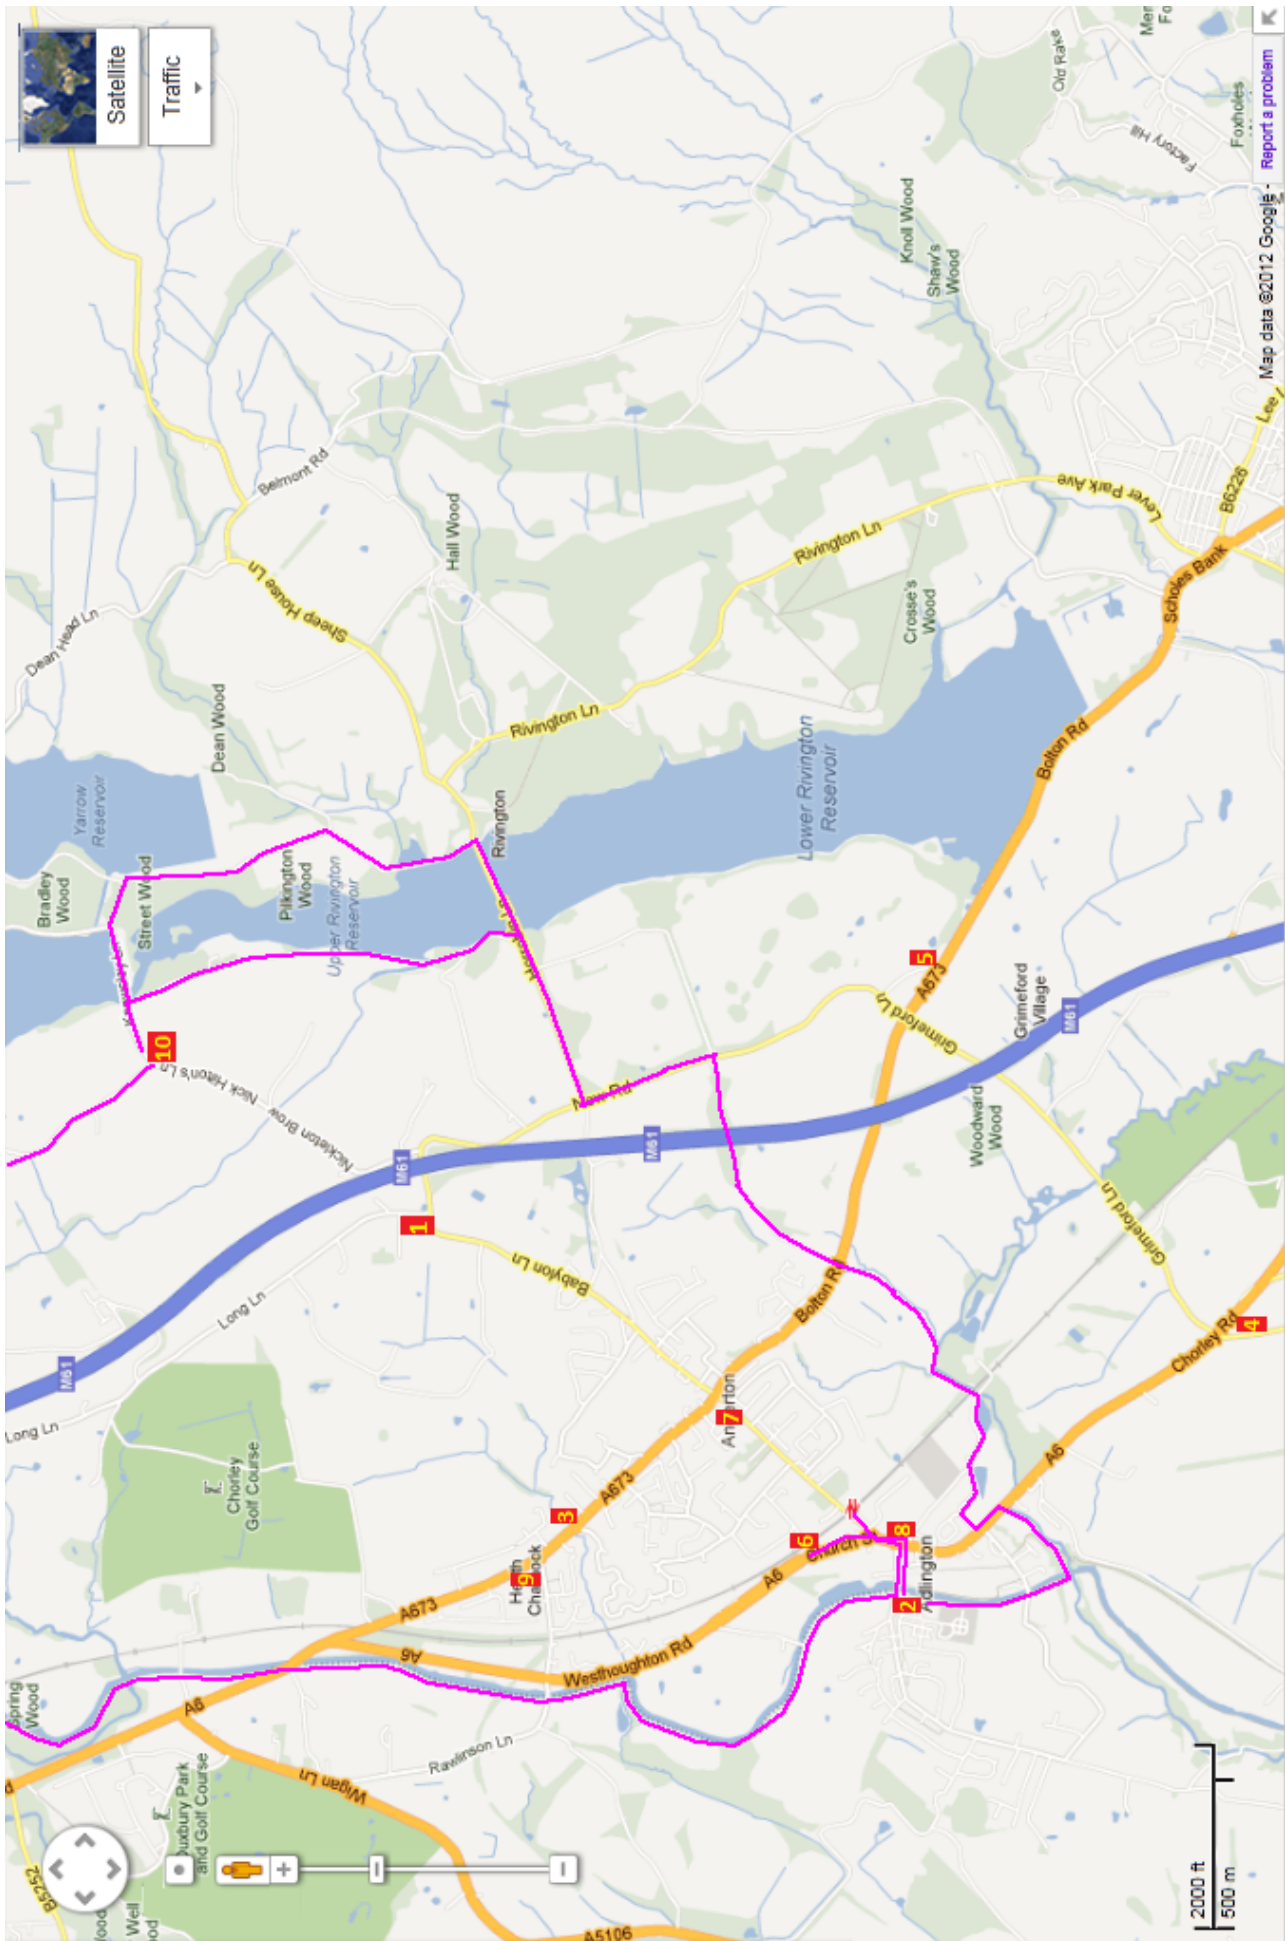 Satellite
Traffic
Bradley
Wood
Yarrow
Reservoir
Street Wood
Dean Wood
Dean Head Ln
Sheep House Ln
Belmont Rd
Hall Wood
Pilkington
Wood
Upper Rivington
Reservoir
Rivington
Rivington Ln
Rivington Ln
Lower Rivington
Reservoir
Crosse's
Wood
Knoll Wood
Shaw's
Wood
Old Rake
Factory Hill
Foxholes
Lever Park Ave
B6226
Scholes Bank
Bolton Rd
A673
5
Grimeford Ln
Grimeford
Village
M61
Woodward
Wood
Grimeford Ln
Chorley Rd
4
A6
10
Nick Hilton's Ln
Nickleton Brow
M61
M61
M61
New Rd
1
Babylon Ln
Long Ln
Long Ln
Chorley
Golf Course
Bolton Rd
7
A673
3
9
A673
6
Church St
8
2
Adlington
A6
Westhoughton Rd
A6
A6
Spring
Wood
Rawlinson Ln
Wigan Ln
Duxbury Park
and Golf Course
B5252
Well
A5106
2000 ft
500 m
Map data ©2012 Google -
Report a problem